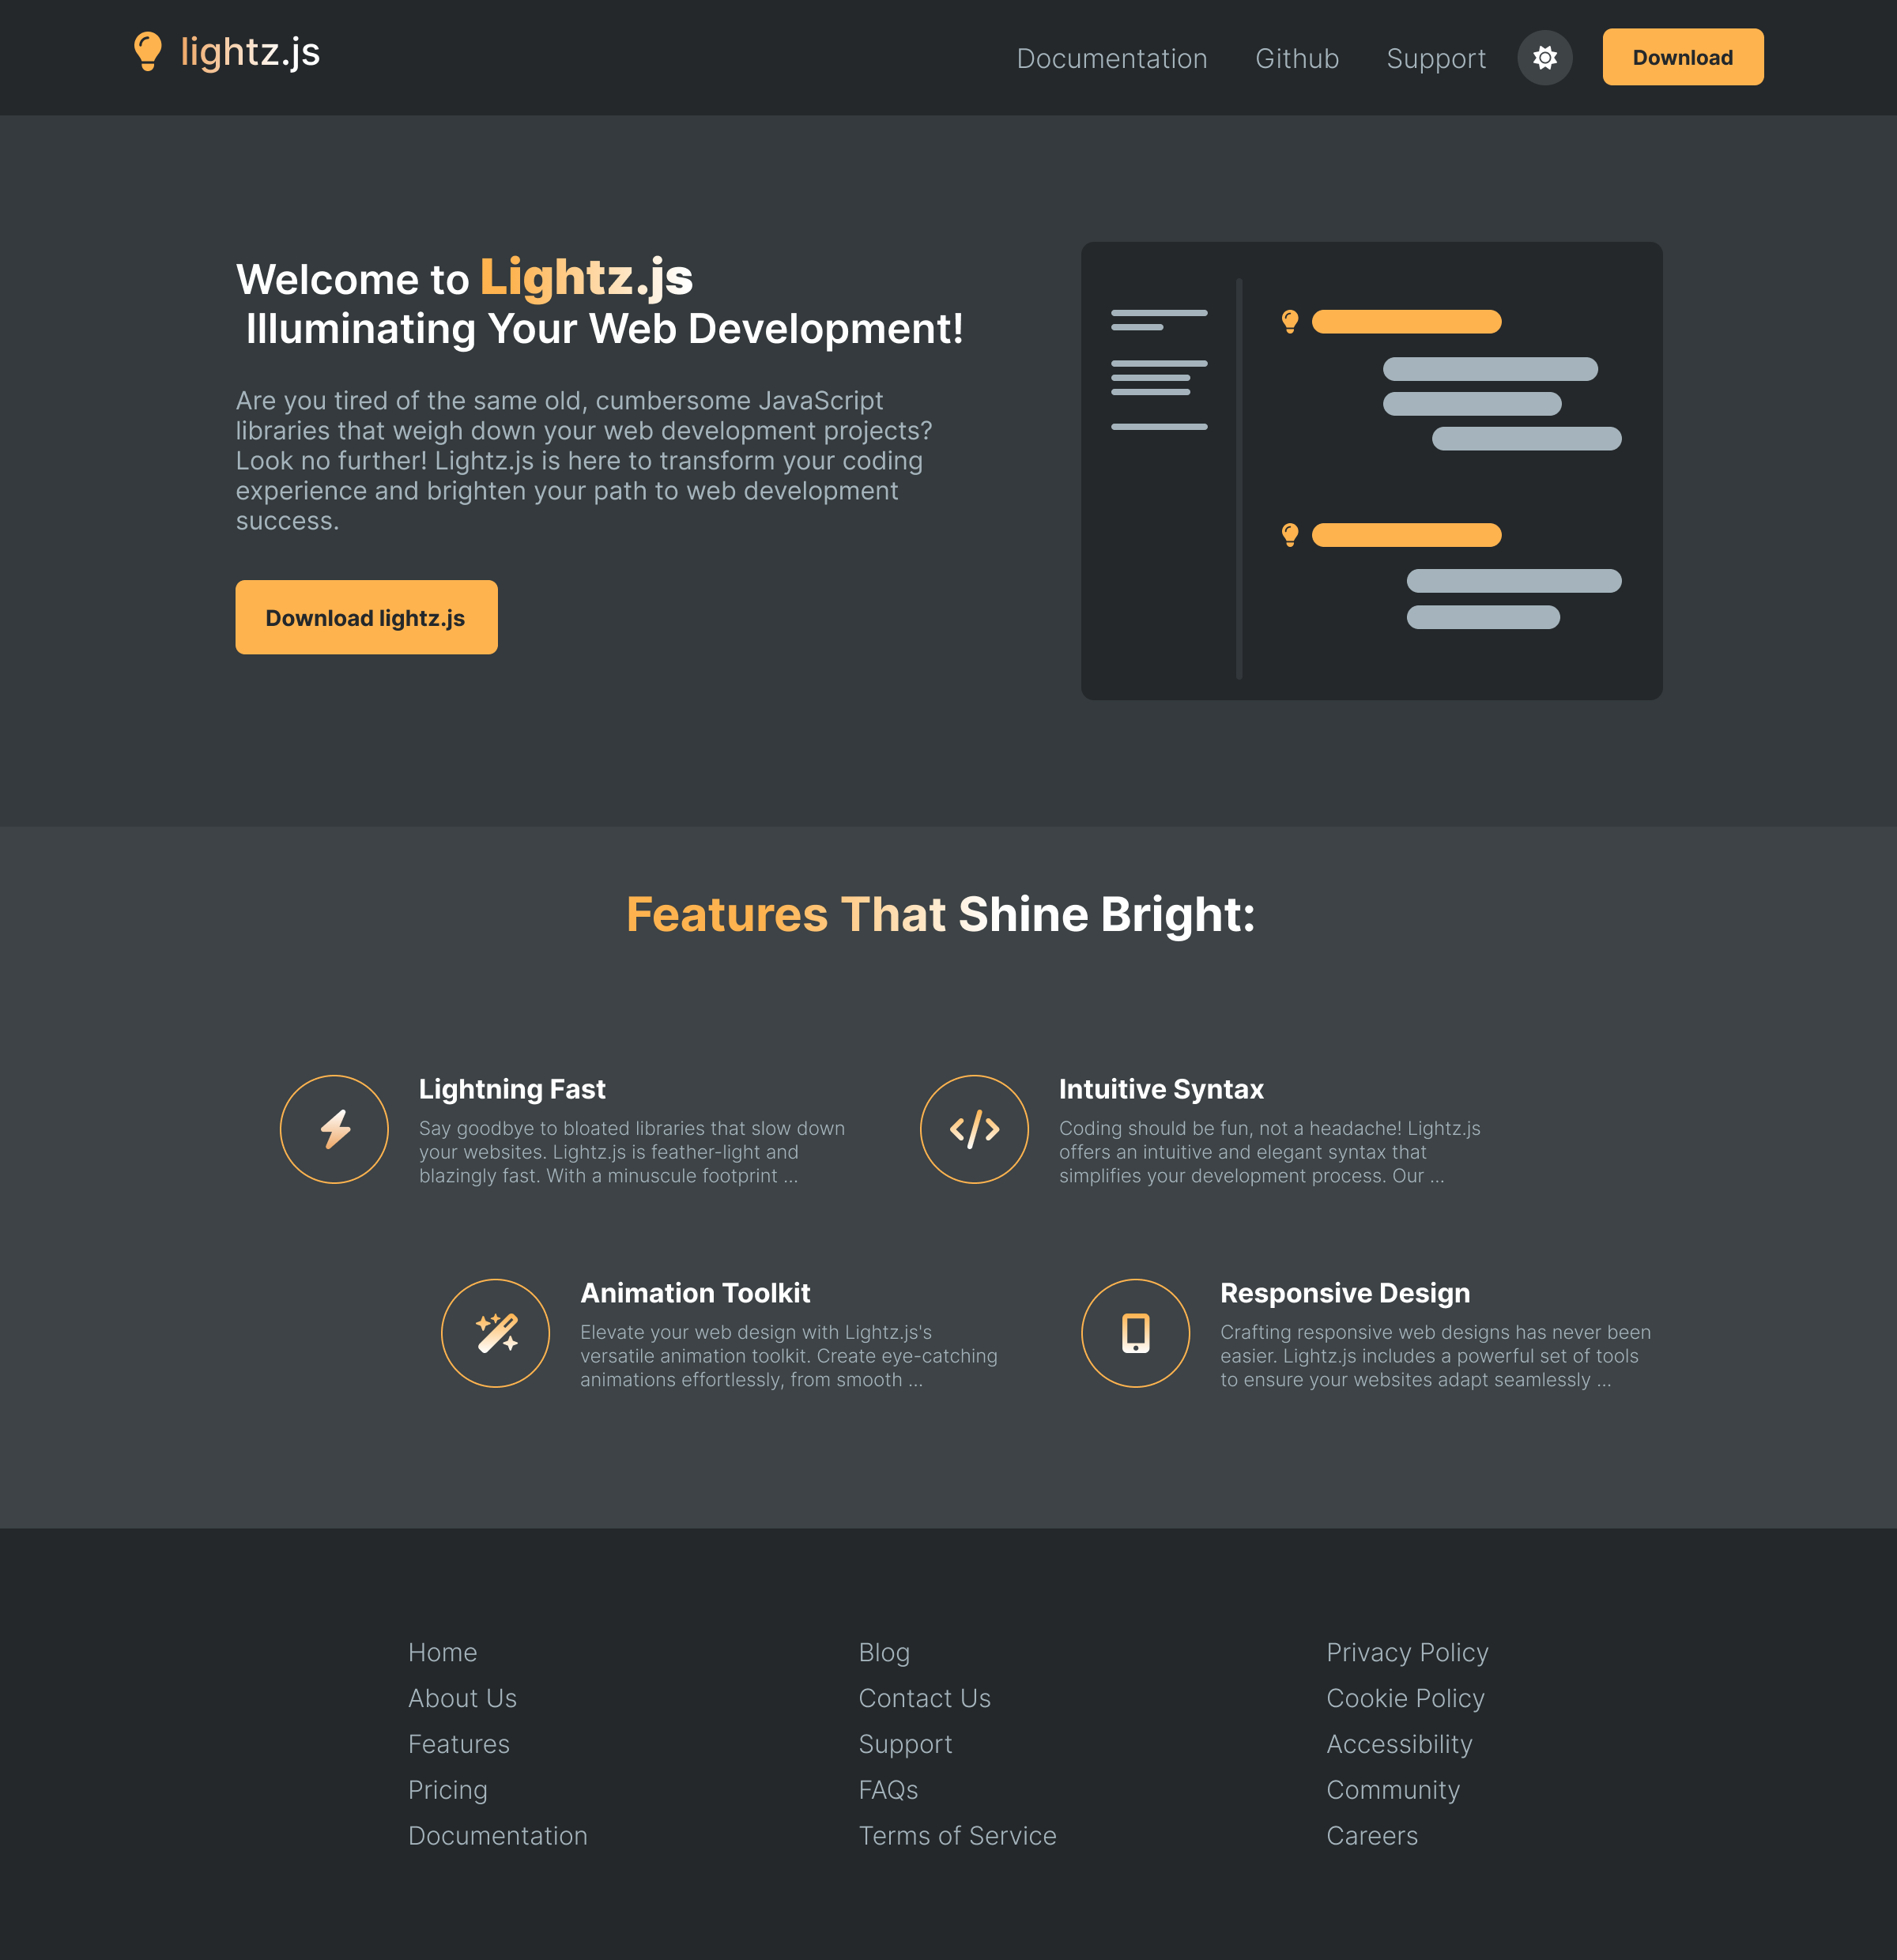 lightz.js
Documentation
Github
Support
Download
Welcome to Lightz.js
Illuminating Your Web Development!
Are you tired of the same old, cumbersome JavaScript
libraries that weigh down your web development projects?
Look no further! Lightz.js is here to transform your coding
experience and brighten your path to web development
success.
Download lightz.js
Features That Shine Bright:
Lightning Fast
Say goodbye to bloated libraries that slow down
your websites. Lightz.js is feather-light and
blazingly fast. With a minuscule footprint ...
Intuitive Syntax
Coding should be fun, not a headache! Lightz.js
offers an intuitive and elegant syntax that
simplifies your development process. Our ...
Animation Toolkit
Elevate your web design with Lightz.js's
versatile animation toolkit. Create eye-catching
animations effortlessly, from smooth ...
Responsive Design
Crafting responsive web designs has never been
easier. Lightz.js includes a powerful set of tools
to ensure your websites adapt seamlessly ...
Home
About Us
Features
Pricing
Documentation
Blog
Contact Us
Support
FAQs
Terms of Service
Privacy Policy
Cookie Policy
Accessibility
Community
Careers